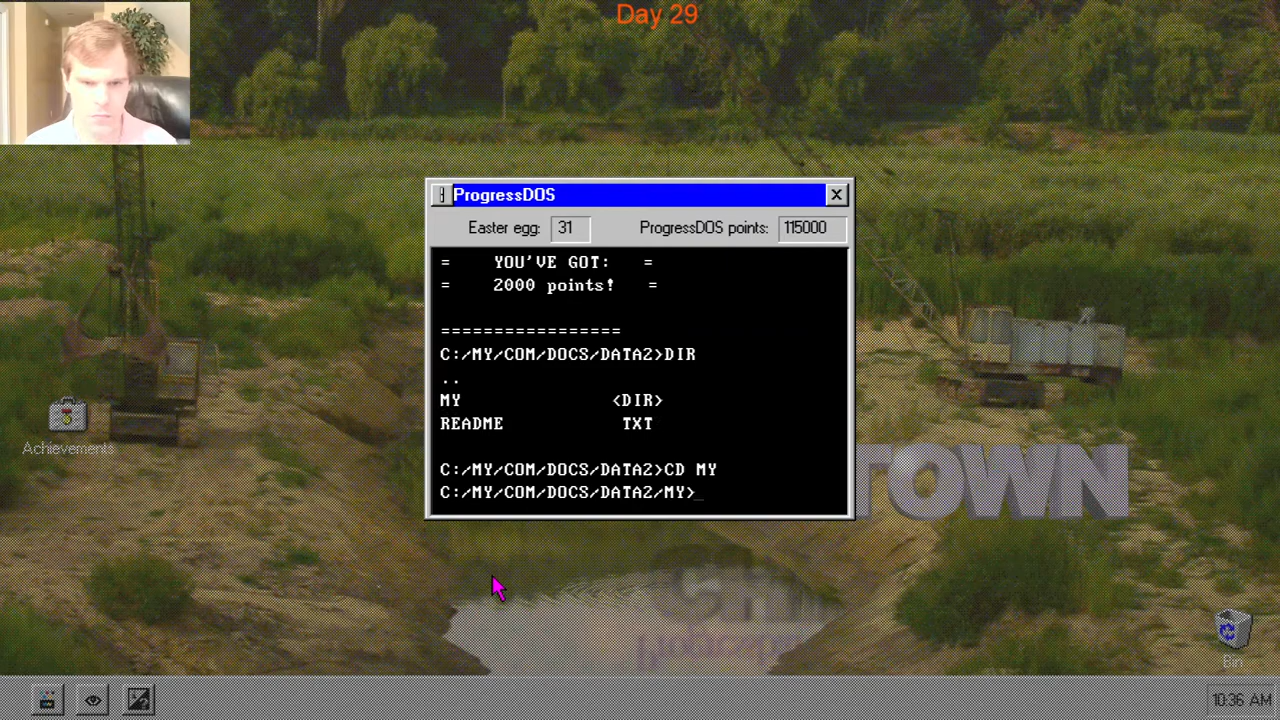 Day 29
ProgressDOS
Easter egg: 31 ProgressDOS points: 115000
= YOU'VE GOT: =
= 2000 points! =
=================
C:/MY/COM/DOCS/DATA2>DIR
..
MY <DIR>
README TXT
C:/MY/COM/DOCS/DATA2>CD MY
C:/MY/COM/DOCS/DATA2/MY>_
Achievements
TOWN
Bin
10:36 AM